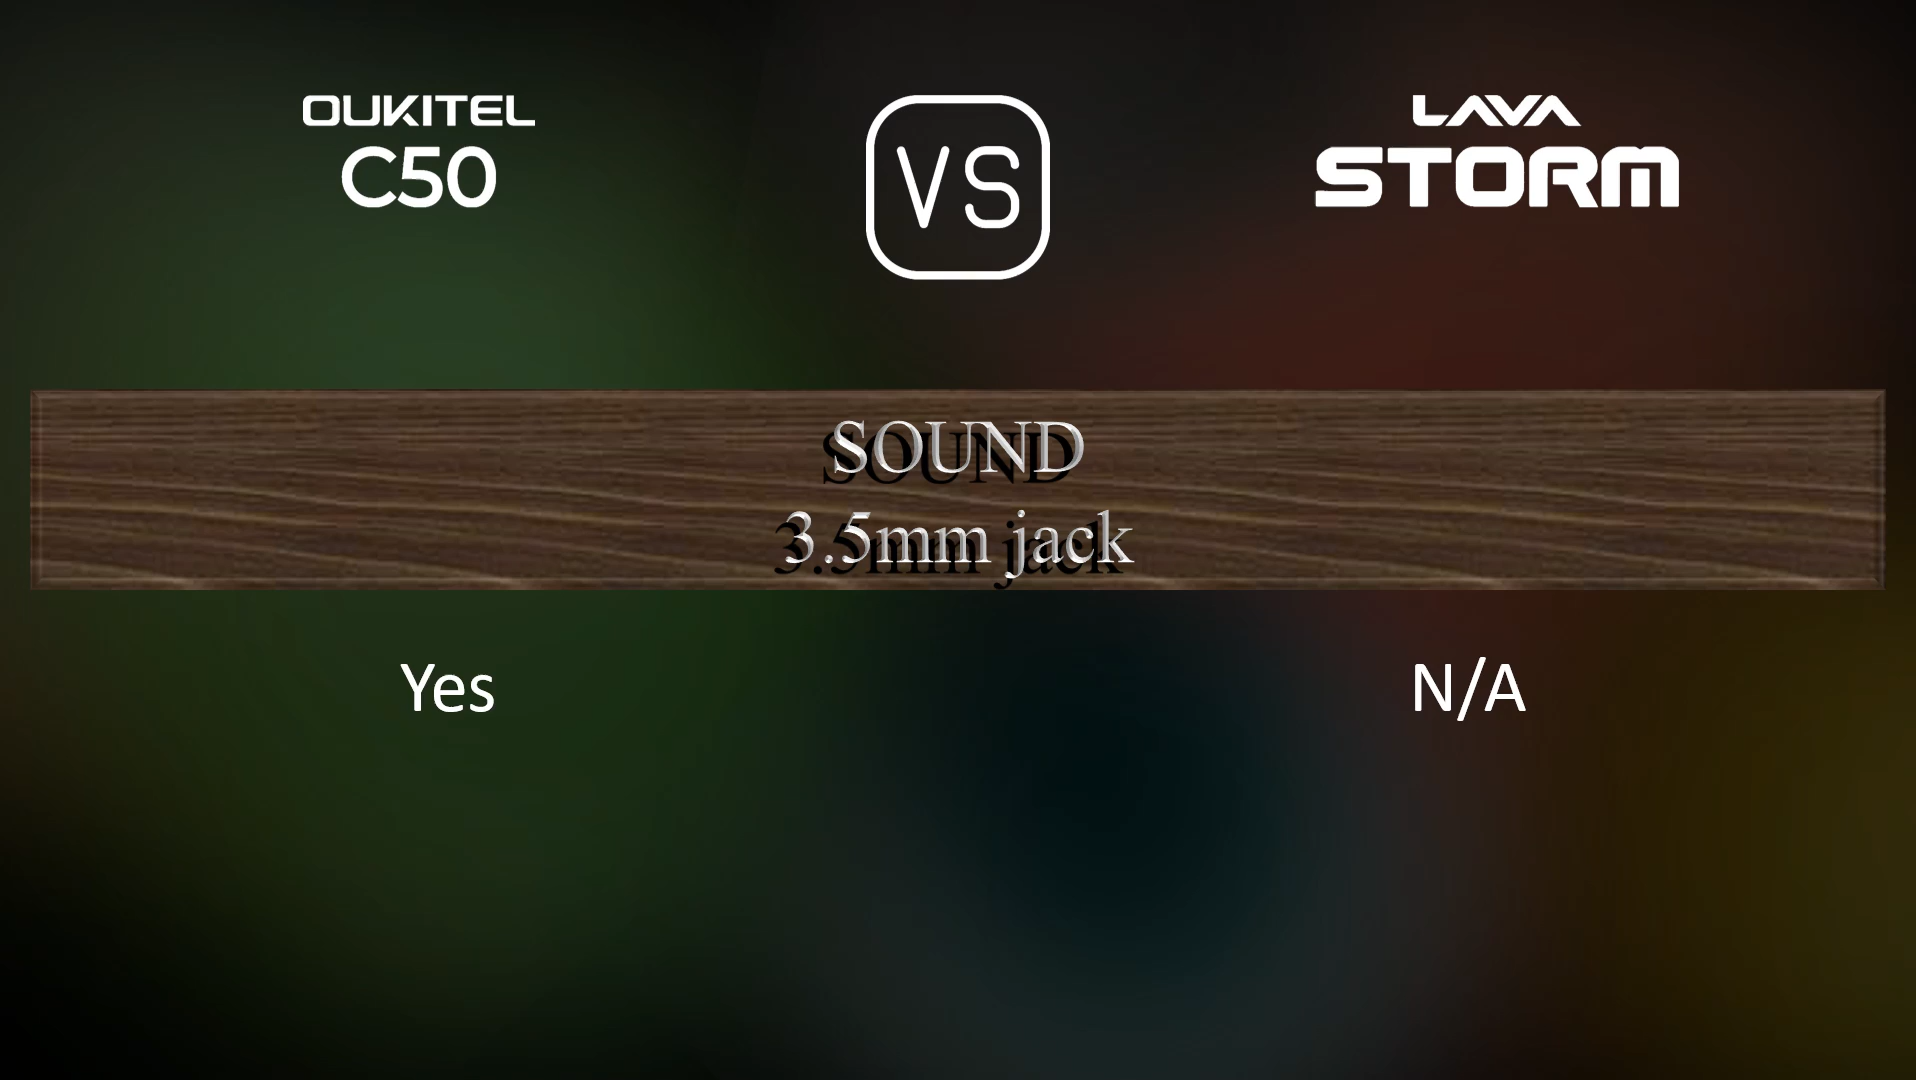 OUKITEL
C50
VS
LAVA
STORM
SOUND
3.5mm jack
Yes
N/A